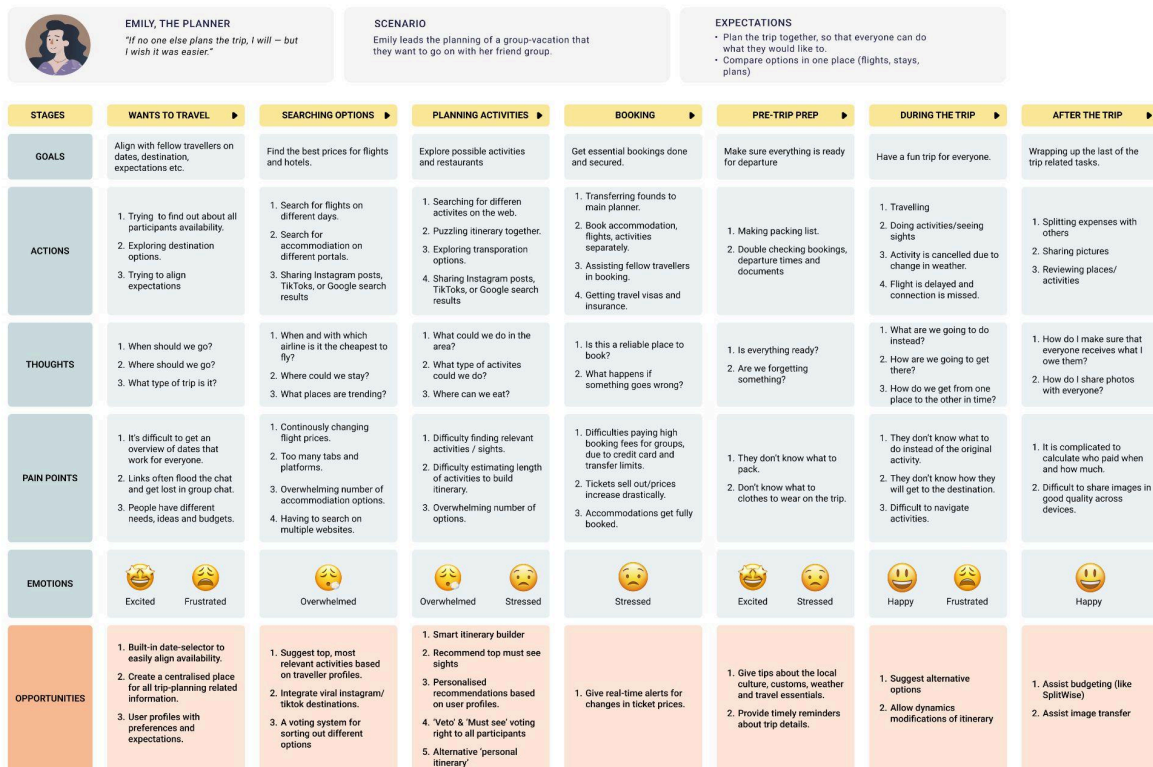 EMILY, THE PLANNER
"If no one else plans the trip, I will — but
I wish it was easier."
SCENARIO
Emily leads the planning of a group-vacation that
they want to go on with her friend group.
EXPECTATIONS
• Plan the trip together, so that everyone can do
what they would like to.
• Compare options in one place (flights, stays,
plans)
STAGES
WANTS TO TRAVEL
SEARCHING OPTIONS
PLANNING ACTIVITIES
BOOKING
PRE-TRIP PREP
DURING THE TRIP
AFTER THE TRIP
GOALS
Align with fellow travellers on
dates, destination,
expectations etc.
Find the best prices for flights
and hotels.
Explore possible activities
and restaurants
Get essential bookings done
and secured.
Make sure everything is ready
for departure
Have a fun trip for everyone.
Wrapping up the last of the
trip related tasks.
ACTIONS
1. Trying to find out about all
participants availability.
2. Exploring destination
options.
3. Trying to align
expectations
1. Search for flights on
different days.
2. Search for
accommodiation on
different portals.
3. Sharing Instagram posts,
TikToks, or Google search
results
1. Searching for differen
activites on the web.
2. Puzzling itinerary together.
3. Exploring transporation
options.
4. Sharing Instagram posts,
TikToks, or Google search
results
1. Transferring founds to
main planner.
2. Book accomodation,
flights, activities
separately.
3. Assisting fellow travellers
in booking.
4. Getting travel visas and
insurance.
1. Making packing list.
2. Double checking bookings,
departure times and
documents
1. Travelling
2. Doing activities/seeing
sights
3. Activity is cancelled due to
change in weather.
4. Flight is delayed and
connection is missed.
1. Splitting expenses with
others
2. Sharing pictures
3. Reviewing places/
activities
THOUGHTS
1. When should we go?
2. Where should we go?
3. What type of trip is it?
1. When and with which
airline is it the cheapest to
fly?
2. Where could we stay?
3. What places are trending?
1. What could we do in the
area?
2. What type of activites
could we do?
3. Where can we eat?
1. Is this a reliable place to
book?
2. What happens if
something goes wrong?
1. Is everything ready?
2. Are we forgetting
something?
1. What are we going to do
instead?
2. How are we going to get
there?
3. How do we get from one
place to the other in time?
1. How do I make sure that
everyone receives what I
owe them?
2. How do I share photos
with everyone?
PAIN POINTS
1. It's difficult to get an
overview of dates that
work for everyone.
2. Links often flood the chat
and get lost in group chat.
3. People have different
needs, ideas and budgets.
1. Continously changing
flight prices.
2. Too many tabs and
platforms.
3. Overwhelming number of
accommodiation options.
4. Having to search on
multiple websites.
1. Difficulty finding relevant
activities / sights.
2. Difficulty estimating length
of activities to build
itinerary.
3. Overwhelming number of
options.
1. Difficulties paying high
booking fees for groups,
due to credit card and
transfer limits.
2. Tickets sell out/prices
increase drastically.
3. Accommodations get fully
booked.
1. They don't know what to
pack.
2. Don't know what to
clothes to wear on the trip.
1. They don't know what to
do instead of the original
activity.
2. They don't know how they
will get to the destination.
3. Difficult to navigate
activities.
1. It is complicated to
calculate who paid when
and how much.
2. Difficult to share images in
good quality across
devices.
EMOTIONS
Excited
Frustrated
Overwhelmed
Overwhelmed
Stressed
Stressed
Excited
Stressed
Happy
Frustrated
Happy
OPPORTUNITIES
1. Built-in date-selector to
easily align availability.
2. Create a centralised place
for all trip-planning related
information.
3. User profiles with
preferences and
expectations.
1. Suggest top, most
relevant activities based
on traveller profiles.
2. Integrate viral instagram/
tiktok destinations.
3. A voting system for
sorting out different
options
1. Smart itinerary builder
2. Recommend top must see
sights
3. Personalised
recommendations based
on user profiles.
4. 'Veto' & 'Must see' voting
right to all participants
5. Alternative 'personal
itinerary'
1. Give real-time alerts for
changes in ticket prices.
1. Give tips about the local
culture, customs, weather
and travel essentials.
2. Provide timely reminders
about trip details.
1. Suggest alternative
options
2. Allow dynamics
modifications of itinerary
1. Assist budgeting (like
SplitWise)
2. Assist image transfer